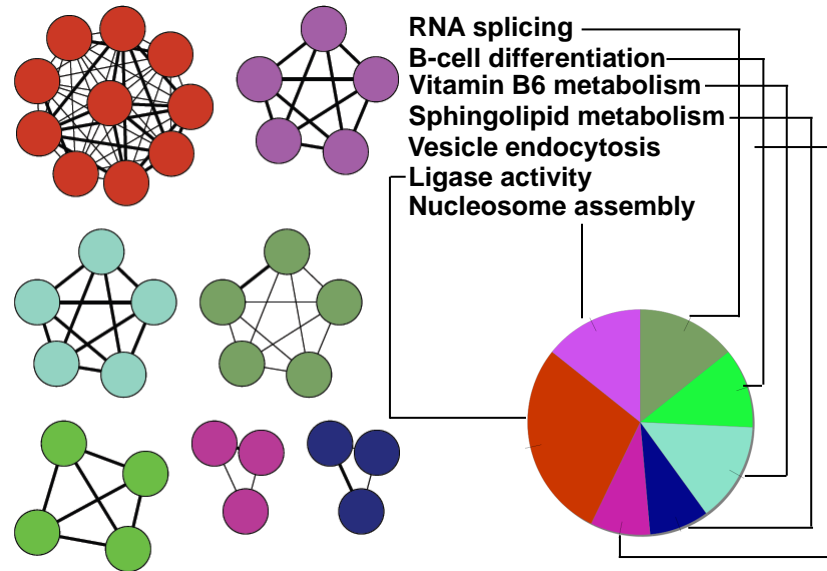 RNA splicing
B-cell differentiation
Vitamin B6 metabolism
Sphingolipid metabolism
Vesicle endocytosis
Ligase activity
Nucleosome assembly